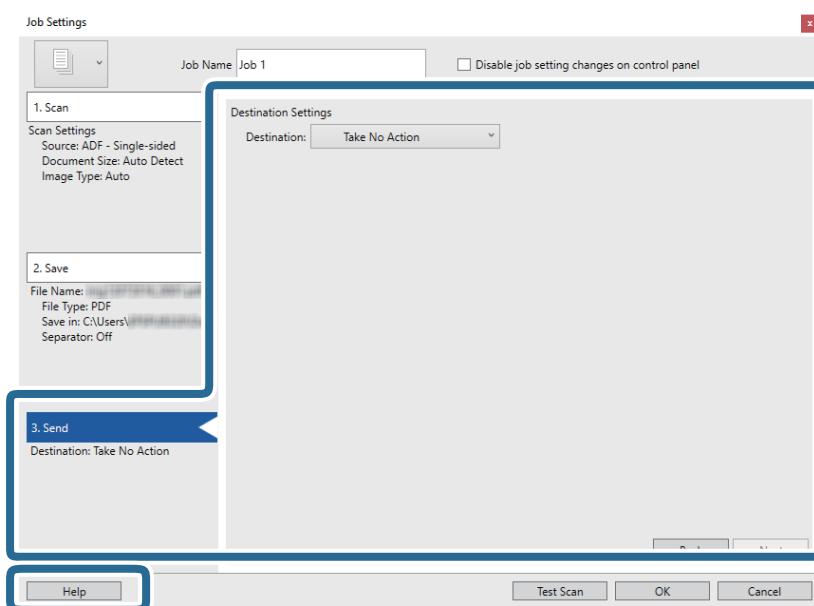 Job Settings
x
Job Name Job 1
Disable job setting changes on control panel
1. Scan
Scan Settings
Source: ADF - Single-sided
Document Size: Auto Detect
Image Type: Auto
2. Save
File Name:
File Type: PDF
Save in: C:\Users\
Separator: Off
3. Send
Destination: Take No Action
Destination Settings
Destination: Take No Action
Help
Test Scan
OK
Cancel